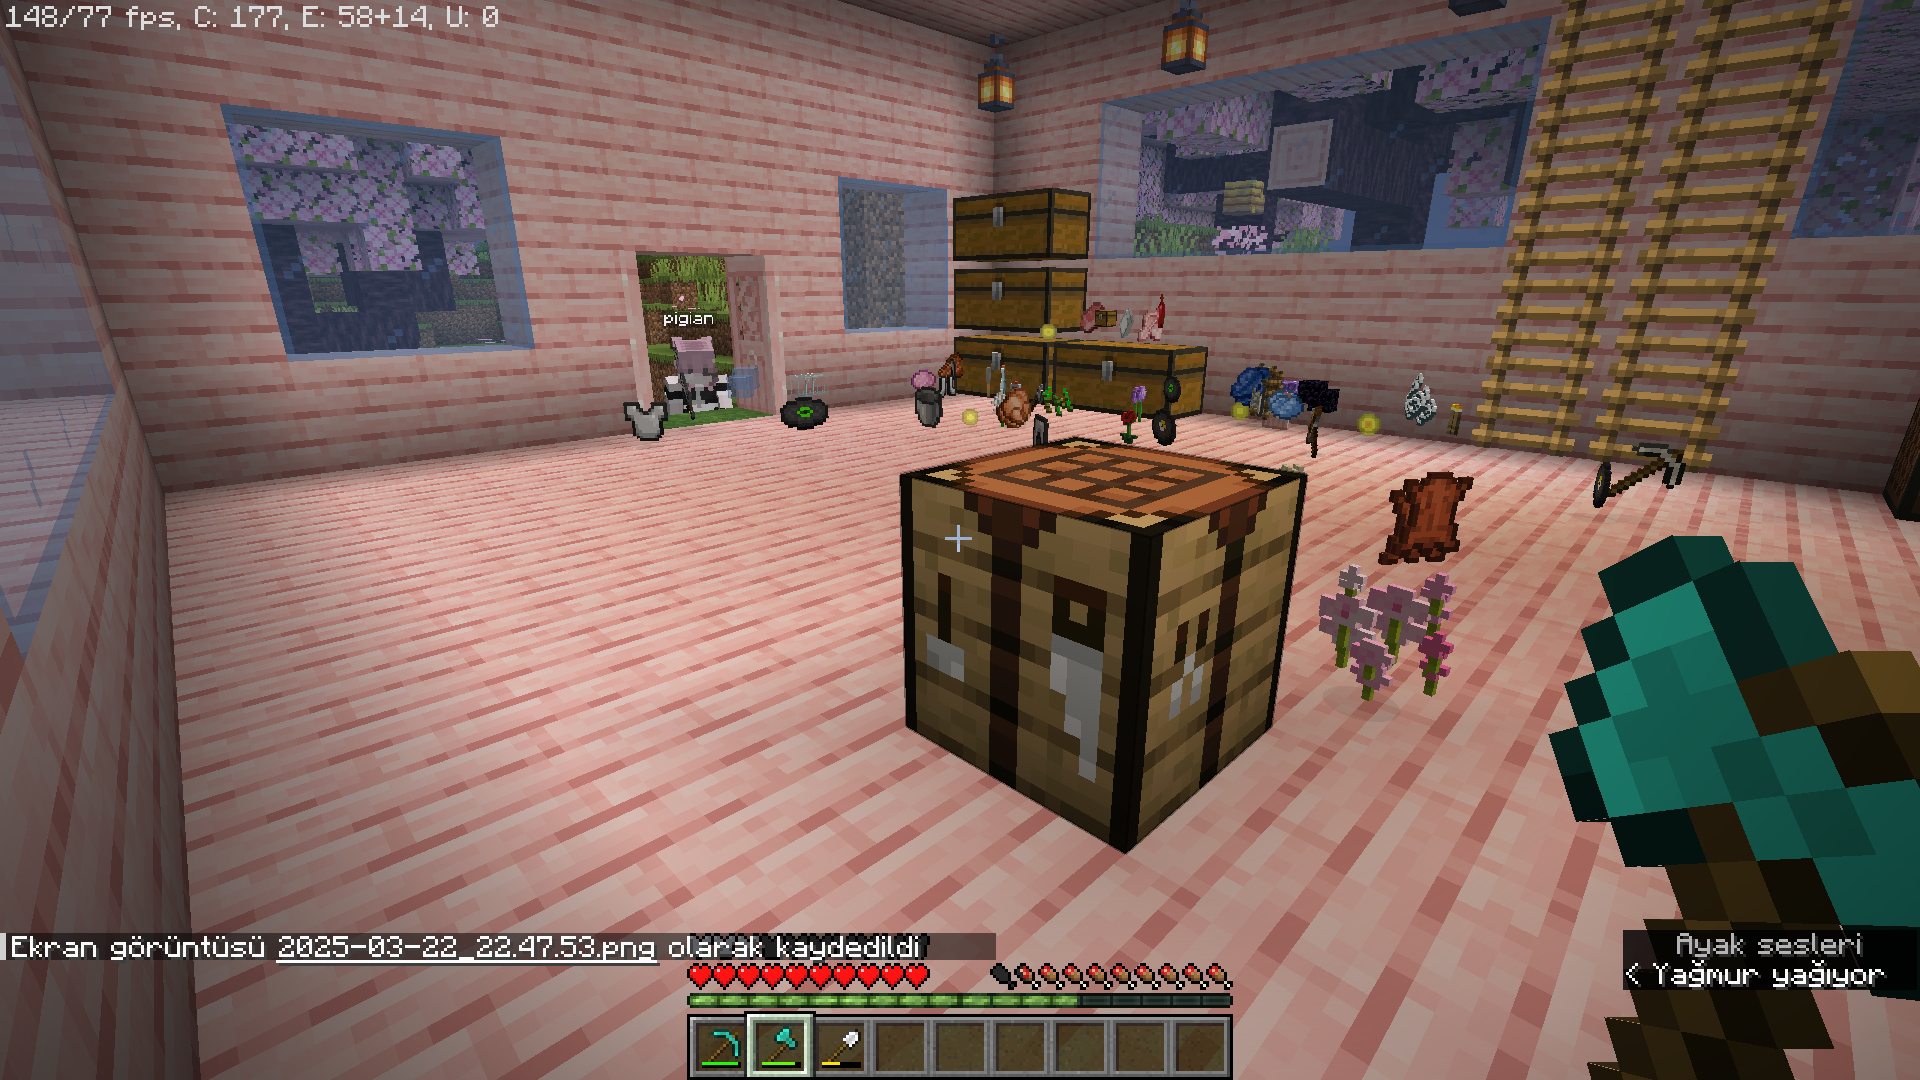 148/77 fps, C: 177, E: 58+14, U: 0
pigian
Ekran görüntüsü 2025-03-22_22.47.53.png olarak kaydedildi
Ayak sesleri
< Yağmur yağıyor